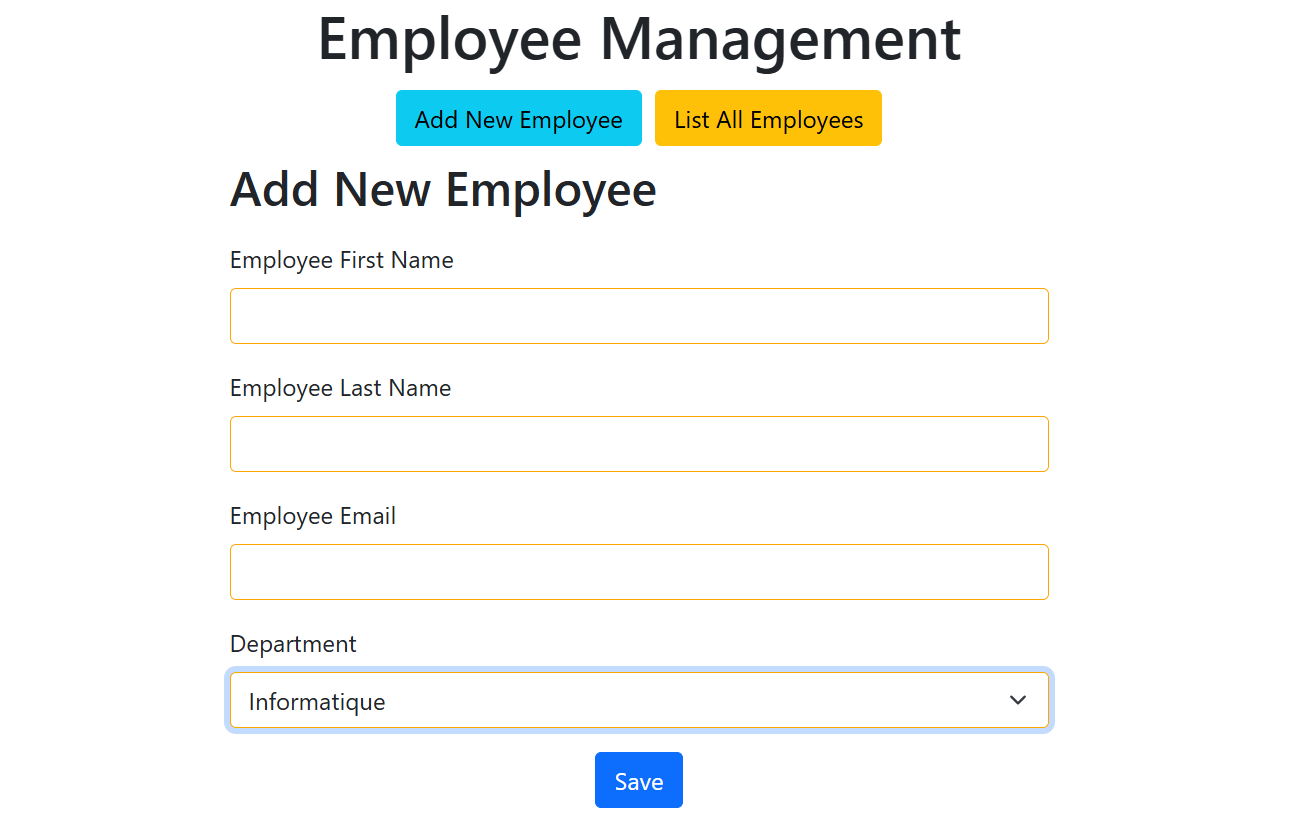 Employee Management
Add New Employee List All Employees
Add New Employee
Employee First Name
Employee Last Name
Employee Email
Department
Informatique
Save